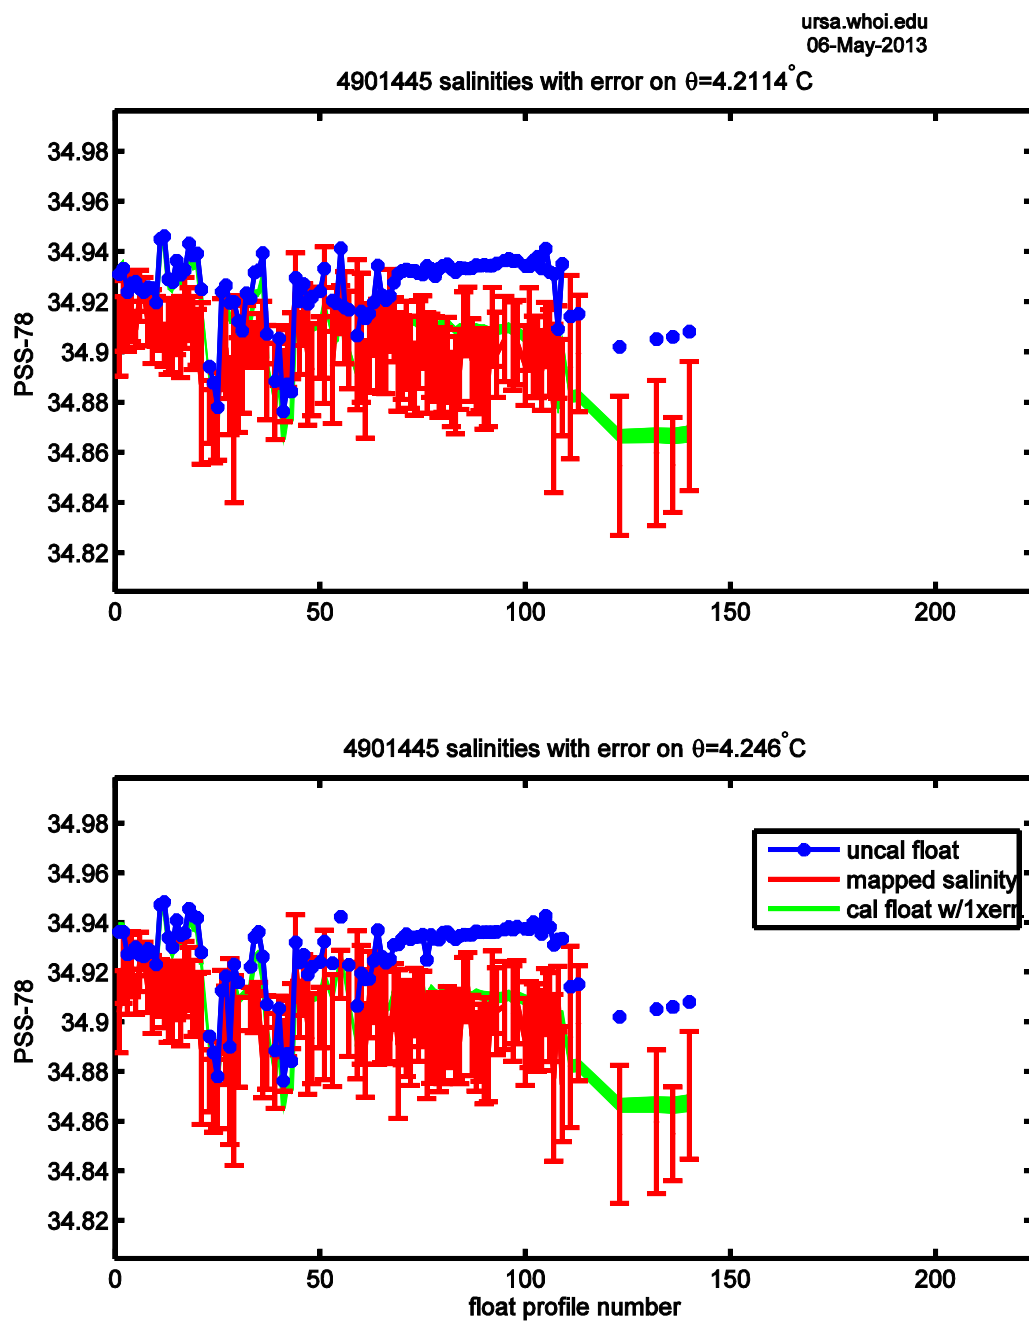 ursa.whoi.edu
06-May-2013
4901445 salinities with error on θ=4.2114°C
34.98
34.96
34.94
34.92
34.9
34.88
34.86
34.84
34.82
PSS-78
0 50 100 150 200
4901445 salinities with error on θ=4.246°C
34.98
34.96
34.94
34.92
34.9
34.88
34.86
34.84
34.82
PSS-78
uncal float
mapped salinity
cal float w/1xerr.
0 50 100 150 200
float profile number